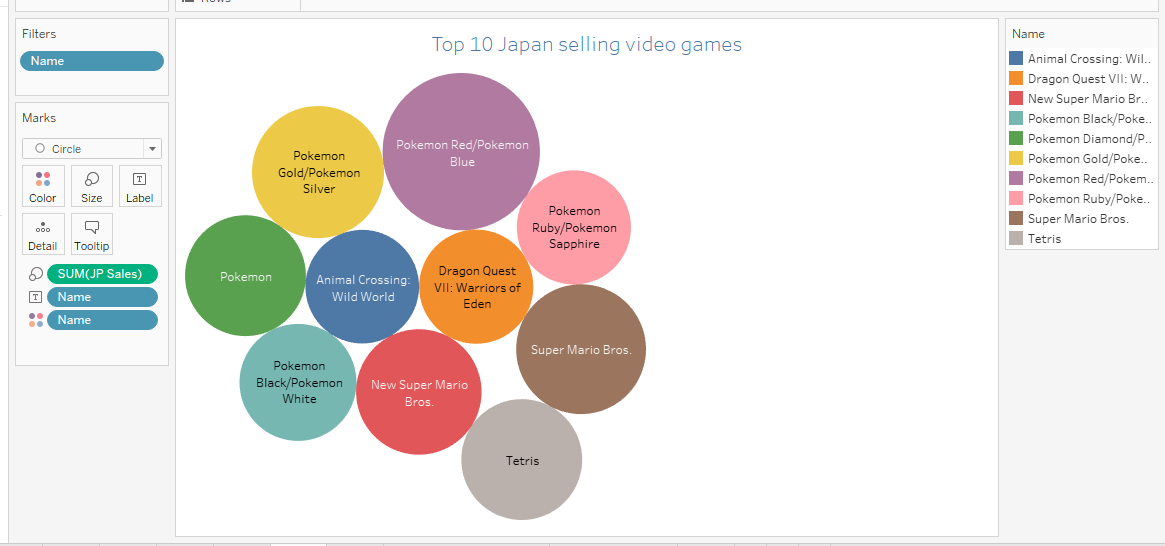 Filters
Name
Marks
Circle
Color
Size
Label
Detail
Tooltip
SUM(JP Sales)
Name
Name
Top 10 Japan selling video games
Pokemon Red/Pokemon
Blue
Pokemon
Gold/Pokemon
Silver
Pokemon
Ruby/Pokemon
Sapphire
Pokemon
Animal Crossing:
Wild World
Dragon Quest
VII: Warriors of
Eden
Super Mario Bros.
Pokemon
Black/Pokemon
White
New Super Mario
Bros.
Tetris
Name
Animal Crossing: Wil..
Dragon Quest VII: W..
New Super Mario Br..
Pokemon Black/Poke..
Pokemon Diamond/P..
Pokemon Gold/Poke..
Pokemon Red/Pokem..
Pokemon Ruby/Poke..
Super Mario Bros.
Tetris